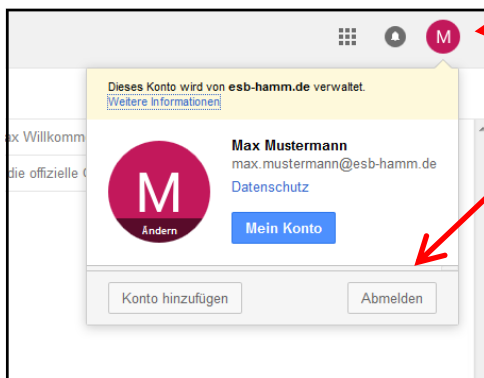 M
Dieses Konto wird von esb-hamm.de verwaltet.
Weitere Informationen
ax Willkomm
die offizielle
M
Ändern
Max Mustermann
max.mustermann@esb-hamm.de
Datenschutz
Mein Konto
Konto hinzufügen
Abmelden